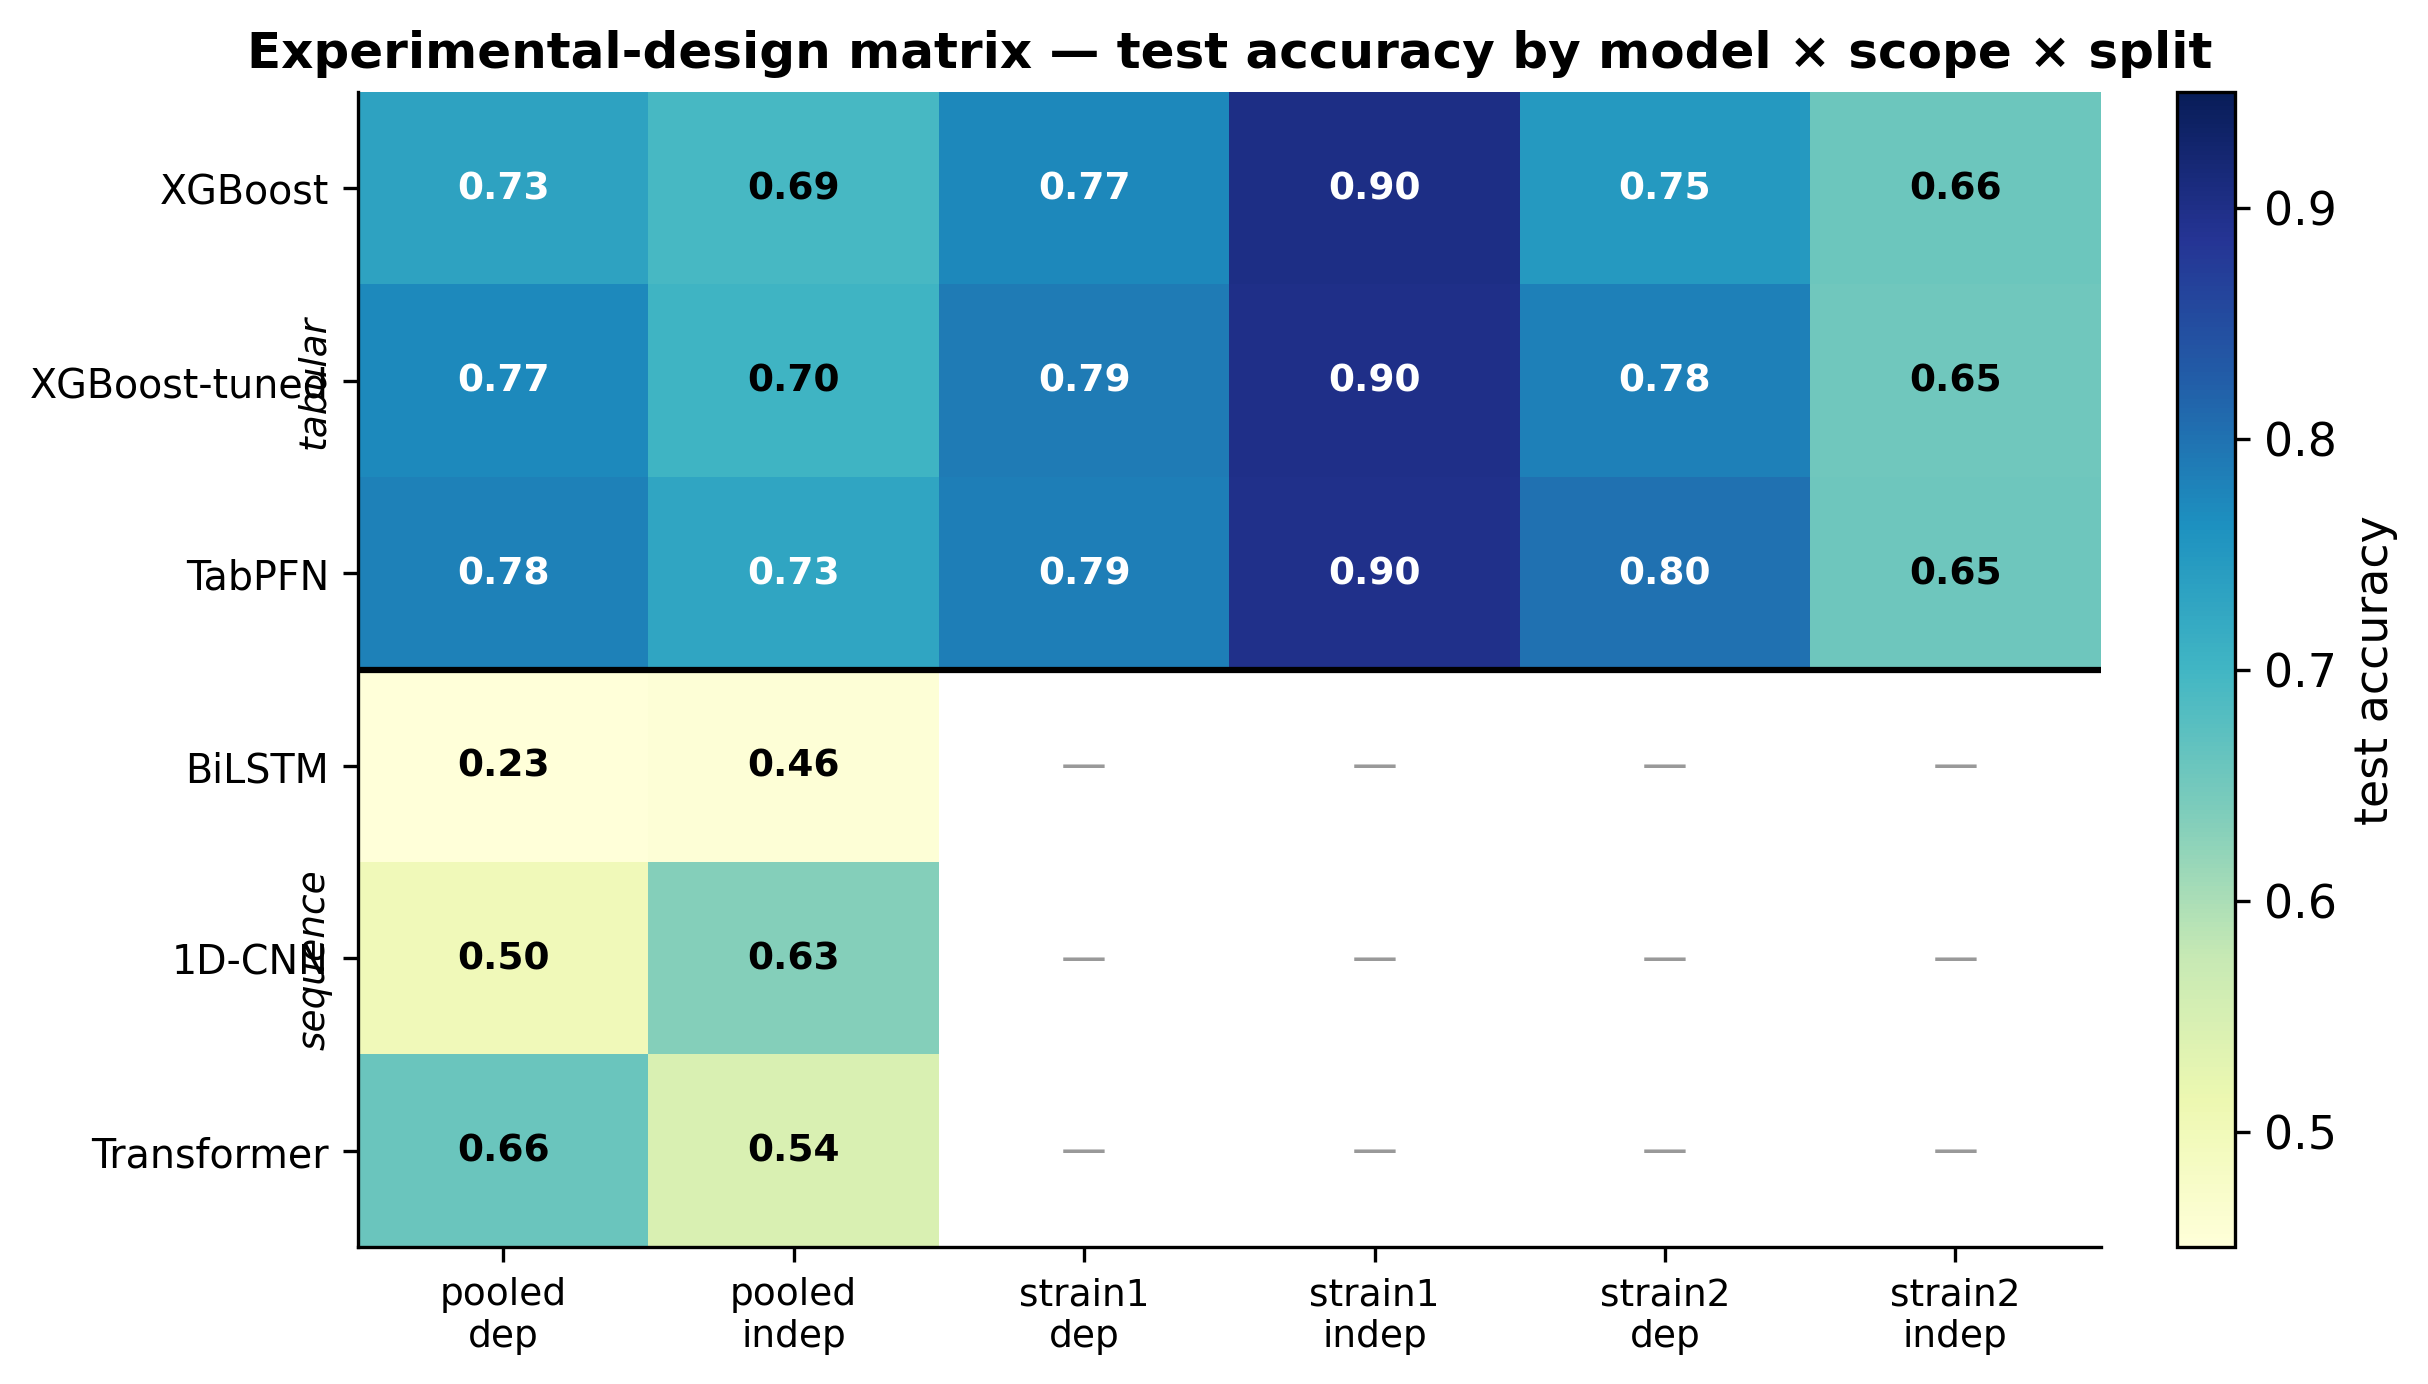 Experimental-design matrix — test accuracy by model × scope × split
XGBoost 0.73 0.69 0.77 0.90 0.75 0.66
tabular
XGBoost-tuned 0.77 0.70 0.79 0.90 0.78 0.65
TabPFN 0.78 0.73 0.79 0.90 0.80 0.65
BiLSTM 0.23 0.46 — — — —
sequence
1D-CNN 0.50 0.63 — — — —
Transformer 0.66 0.54 — — — —
pooled dep
pooled indep
strain1 dep
strain1 indep
strain2 dep
strain2 indep
0.9
0.8
0.7
0.6
0.5
test accuracy